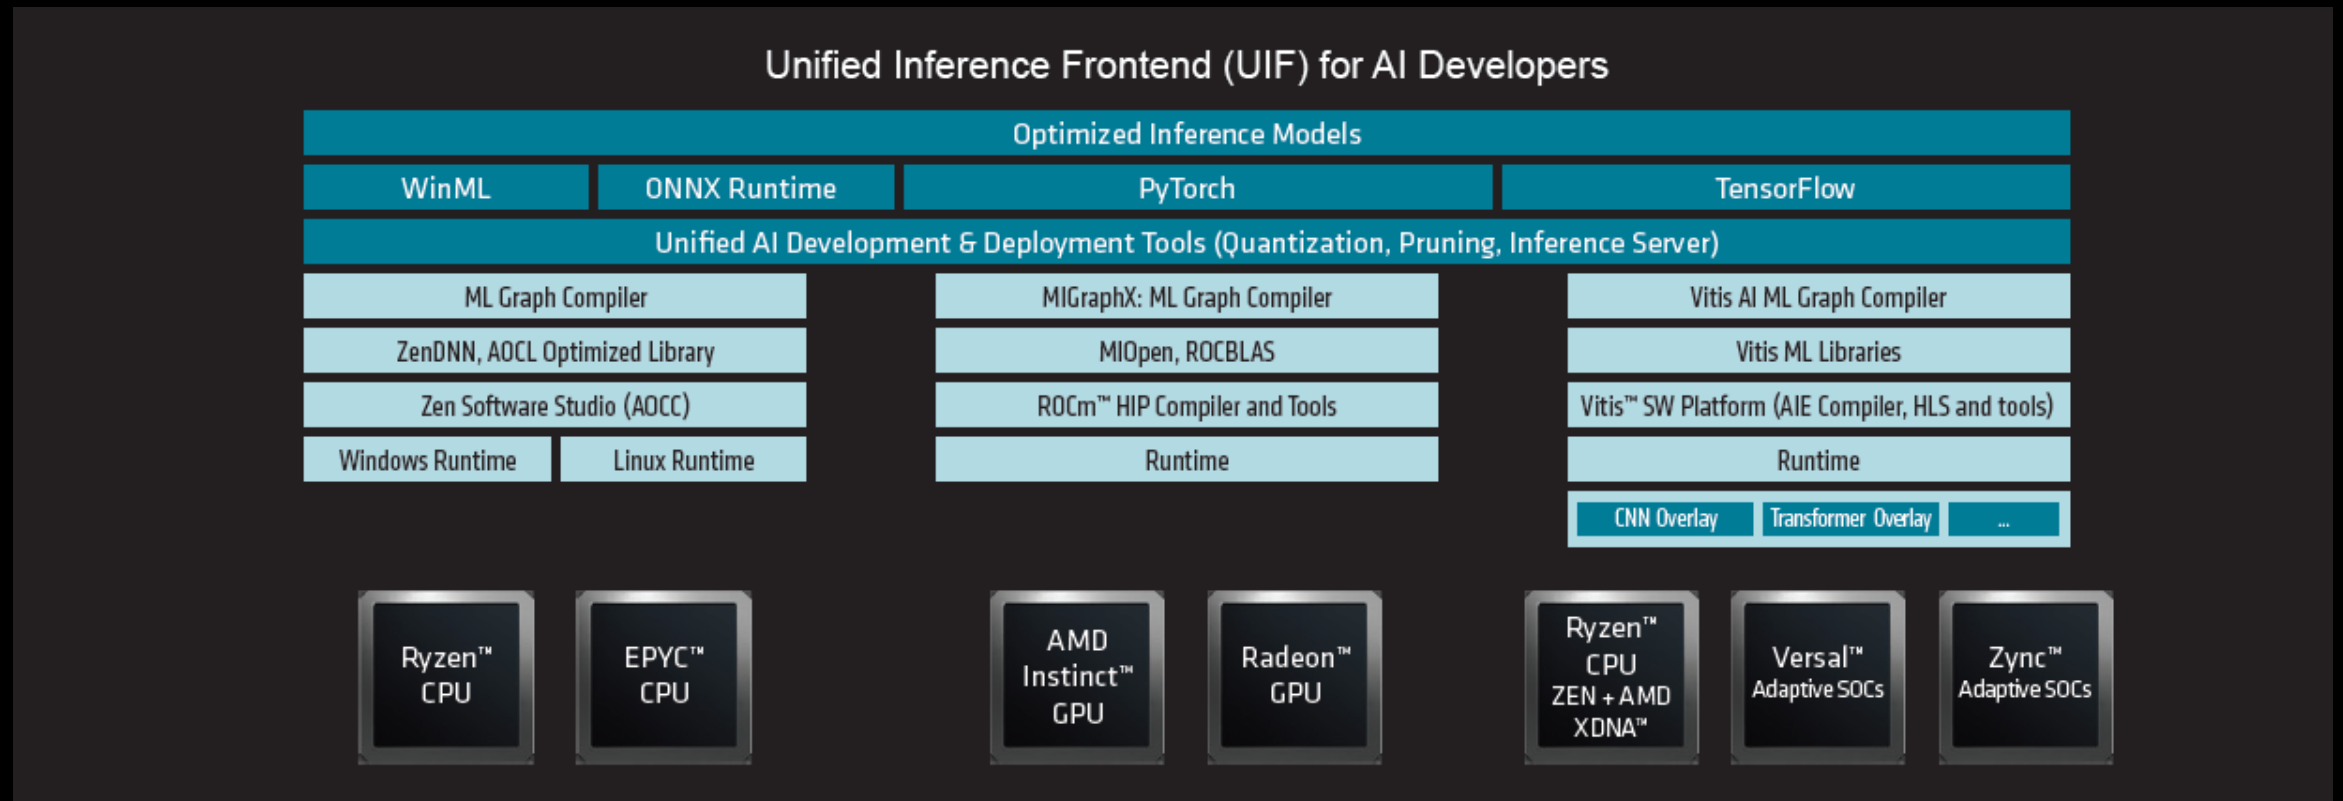 Unified Inference Frontend (UIF) for AI Developers
Optimized Inference Models
WinML
ONNX Runtime
PyTorch
TensorFlow
Unified AI Development & Deployment Tools (Quantization, Pruning, Inference Server)
ML Graph Compiler
MIGraphX: ML Graph Compiler
Vitis AI ML Graph Compiler
ZenDNN, AOCL Optimized Library
MIOpen, ROCBLAS
Vitis ML Libraries
Zen Software Studio (AOCC)
ROCm™ HIP Compiler and Tools
Vitis™ SW Platform (AIE Compiler, HLS and tools)
Windows Runtime
Linux Runtime
Runtime
Runtime
CNN Overlay
Transformer Overlay
...
Ryzen™
CPU
EPYC™
CPU
AMD
Instinct™
GPU
Radeon™
GPU
Ryzen™
CPU
ZEN + AMD
XDNA™
Versal™
Adaptive SOCs
Zync™
Adaptive SOCs